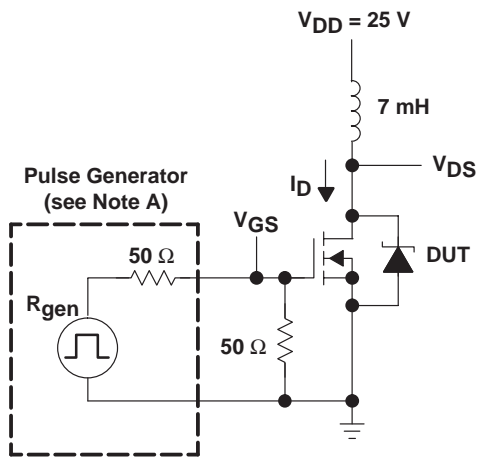 VDD = 25 V
7 mH
VDS
ID
Pulse Generator
(see Note A)
VGS
50 Ω
DUT
Rgen
50 Ω